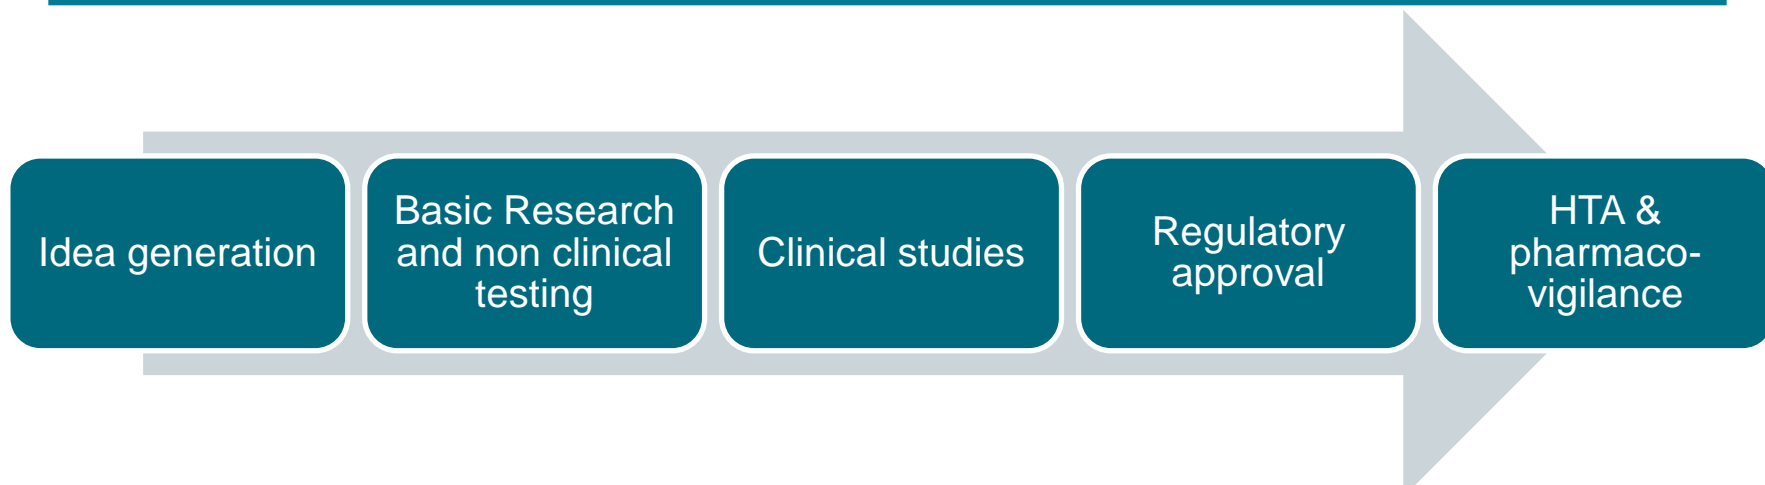 Idea generation
Basic Research
and non clinical
testing
Clinical studies
Regulatory
approval
HTA &
pharmaco-
vigilance